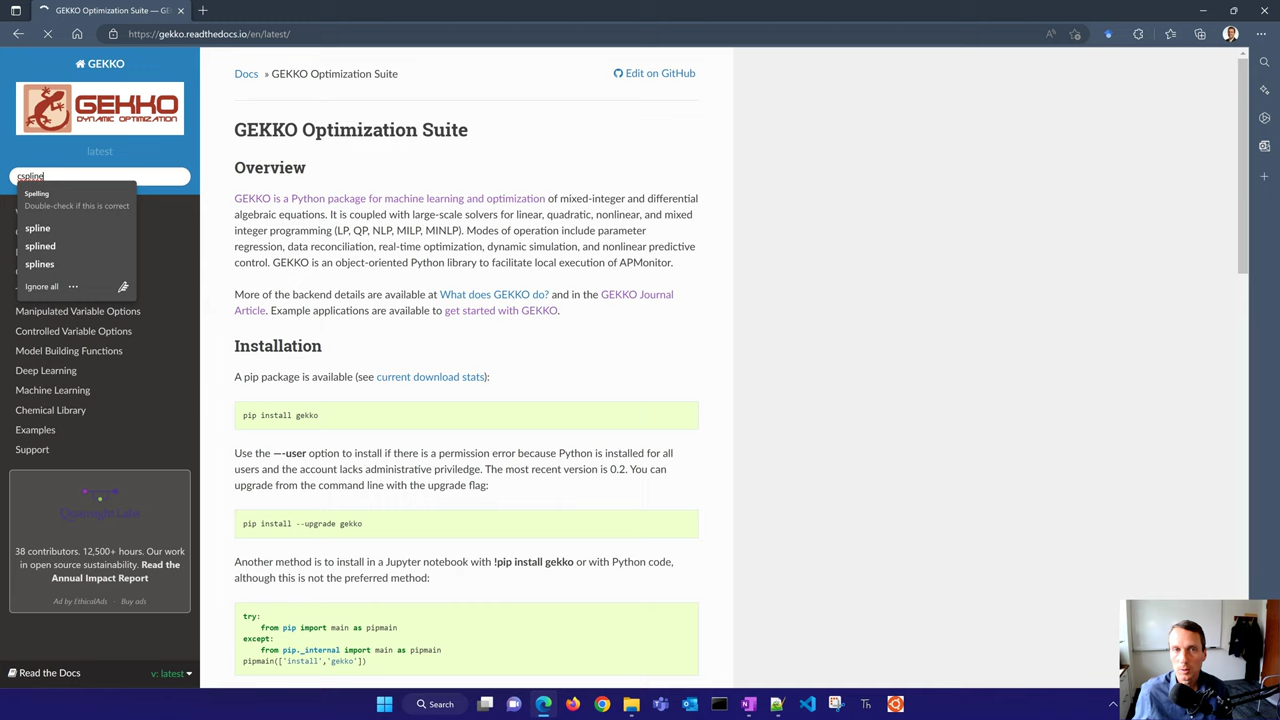 GEKKO Optimization Suite — GE
https://gekko.readthedocs.io/en/latest/
GEKKO
GEKKO
DYNAMIC OPTIMIZATION
latest
csplind
Spelling
Double-check if this is correct
spline
splined
splines
Ignore all
Manipulated Variable Options
Controlled Variable Options
Model Building Functions
Deep Learning
Machine Learning
Chemical Library
Examples
Support
38 contributors. 12,500+ hours. Our work
in open source sustainability. Read the
Annual Impact Report
Ad by EthicalAds · Buy ads
Read the Docs
v: latest
Docs » GEKKO Optimization Suite
Edit on GitHub
GEKKO Optimization Suite
Overview
GEKKO is a Python package for machine learning and optimization of mixed-integer and differential
algebraic equations. It is coupled with large-scale solvers for linear, quadratic, nonlinear, and mixed
integer programming (LP, QP, NLP, MILP, MINLP). Modes of operation include parameter
regression, data reconciliation, real-time optimization, dynamic simulation, and nonlinear predictive
control. GEKKO is an object-oriented Python library to facilitate local execution of APMonitor.
More of the backend details are available at What does GEKKO do? and in the GEKKO Journal
Article. Example applications are available to get started with GEKKO.
Installation
A pip package is available (see current download stats):
pip install gekko
Use the —-user option to install if there is a permission error because Python is installed for all
users and the account lacks administrative priviledge. The most recent version is 0.2. You can
upgrade from the command line with the upgrade flag:
pip install --upgrade gekko
Another method is to install in a Jupyter notebook with !pip install gekko or with Python code,
although this is not the preferred method:
try:
from pip import main as pipmain
except:
from pip._internal import main as pipmain
pipmain(['install','gekko'])
Search